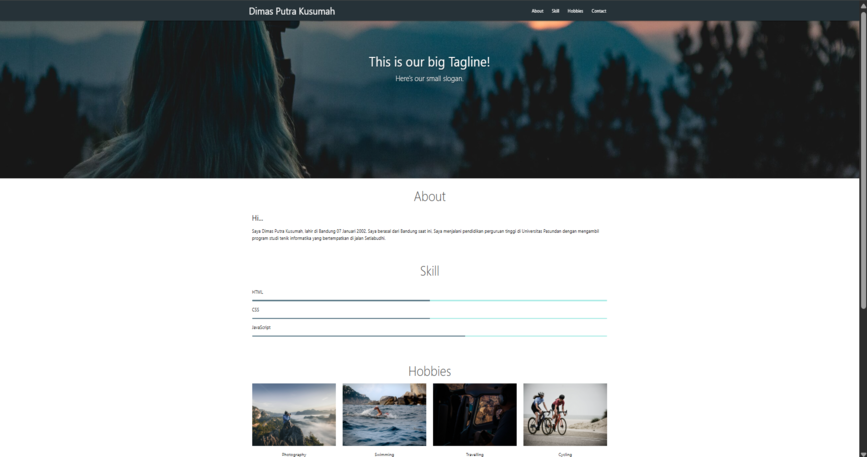 Dimas Putra Kusumah
About Skill Hobbies Contact
This is our big Tagline!
Here's our small slogan.
About
Hi...
Saya Dimas Putra Kusumah, lahir di Bandung 07 Januari 2002, Saya berasal dari Bandung saat ini, Saya menjalani pendidikan perguruan tinggi di Universitas Pasundan dengan mengambil
program studi tenik informatika yang bertempatkan di jalan Setiabudhi.
Skill
HTML
CSS
JavaScript
Hobbies
Photography Swimming Travelling Cycling